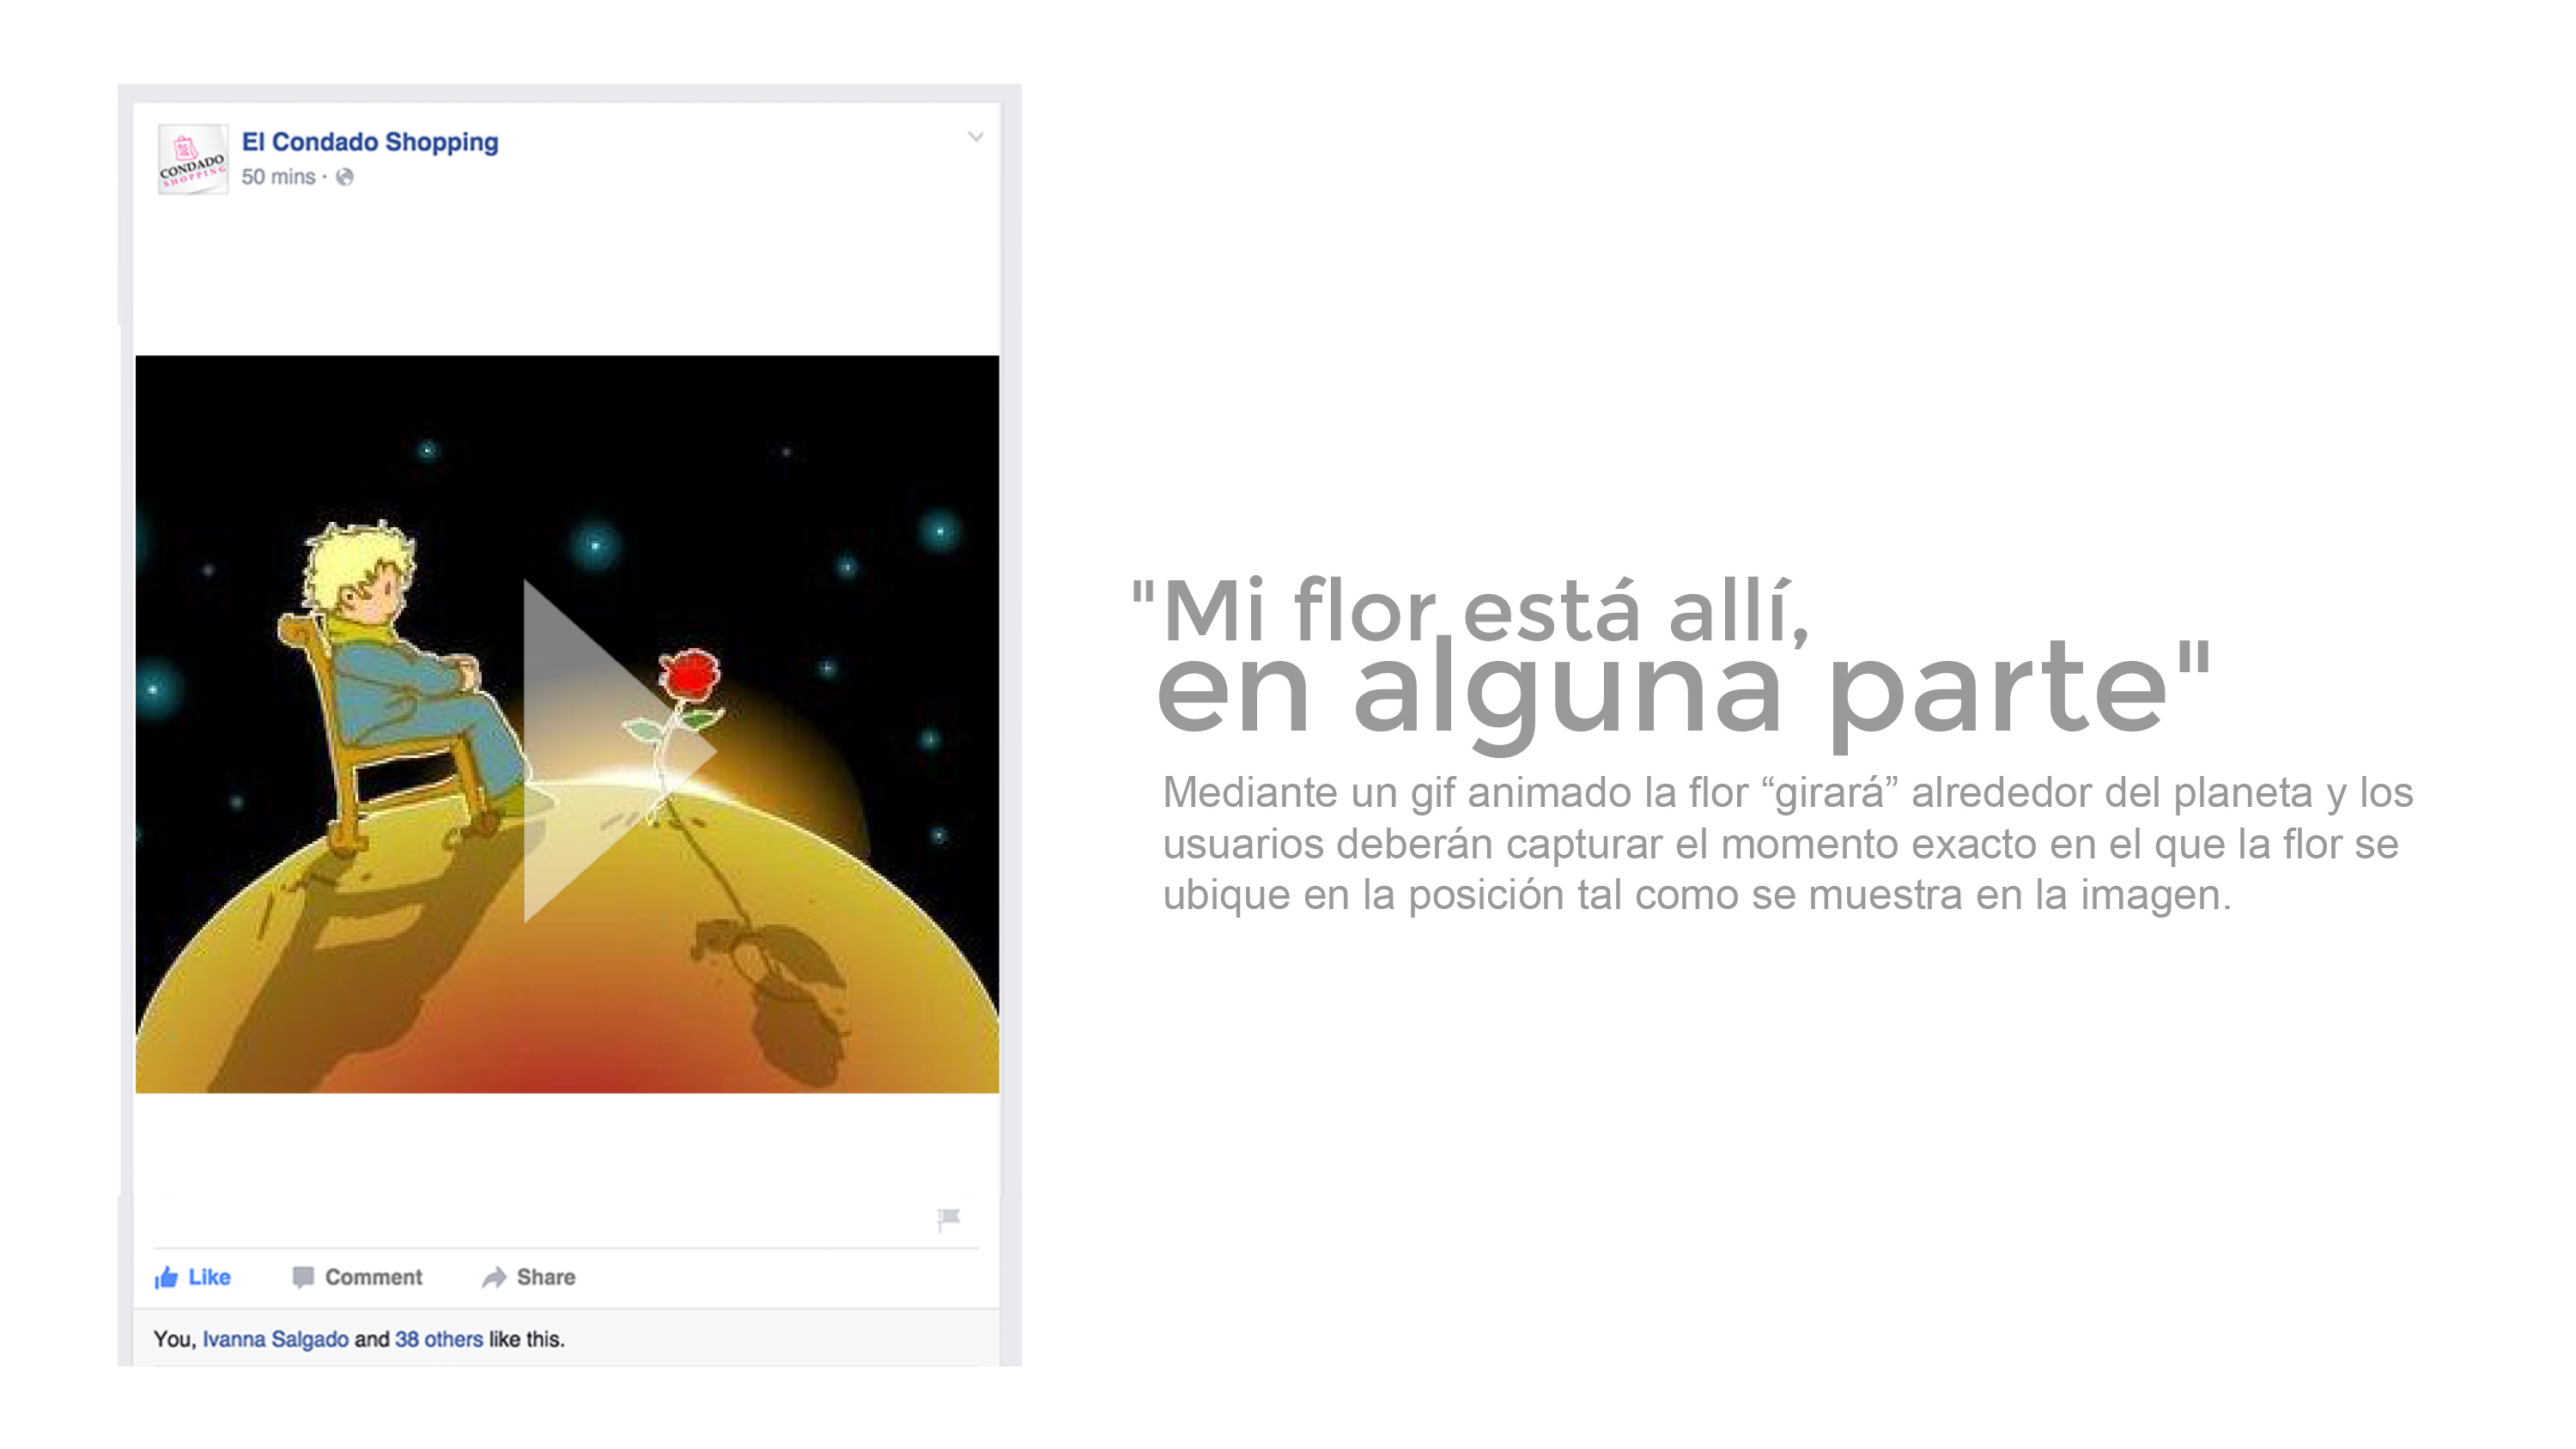 El Condado Shopping
CONDADO
SHOPPING
50 mins ·
"Mi flor está allí,
en alguna parte"
Mediante un gif animado la flor “girará” alrededor del planeta y los
usuarios deberán capturar el momento exacto en el que la flor se
ubique en la posición tal como se muestra en la imagen.
Like Comment Share
You, Ivanna Salgado and 38 others like this.